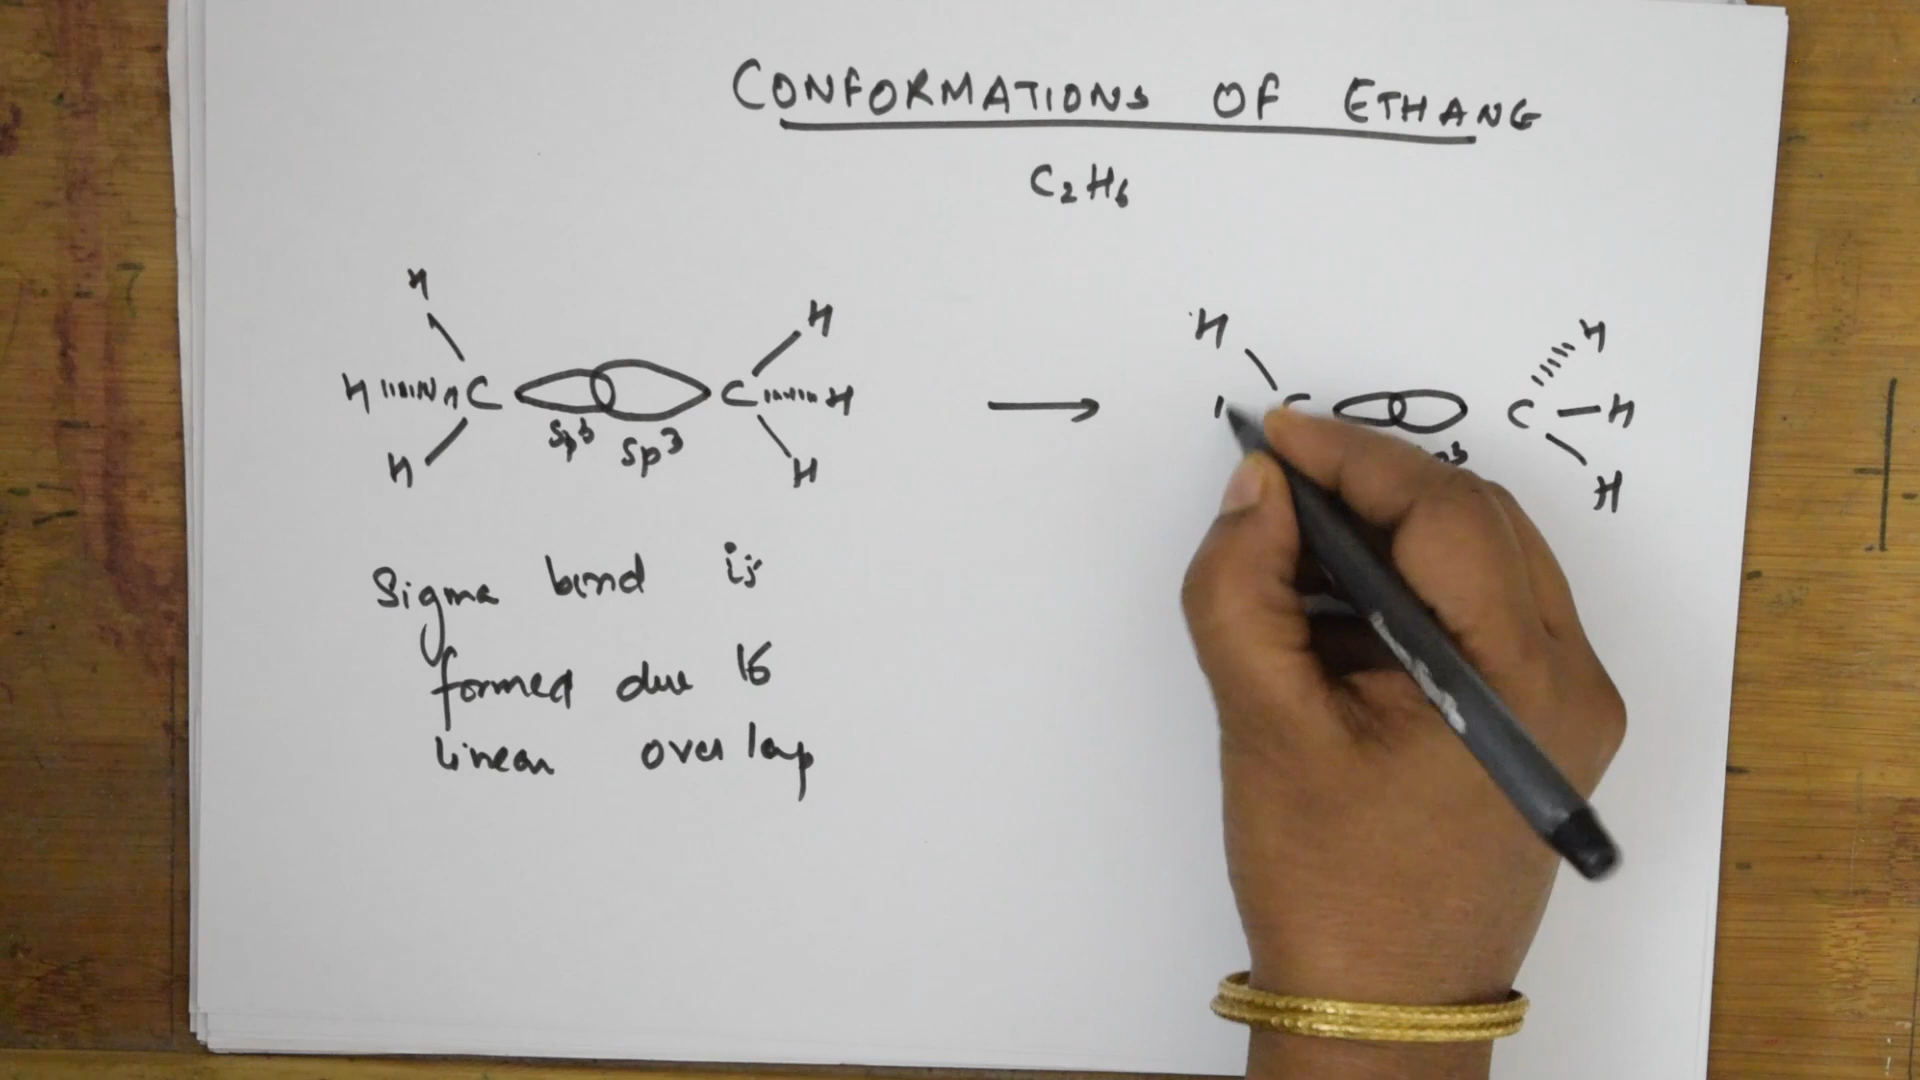 CONFORMATIONS OF ETHANE
C₂H₆
H H
H C C H
H H
sp³ sp³
H H
C C H
H
Sigma bond is
formed due to
linear overlap